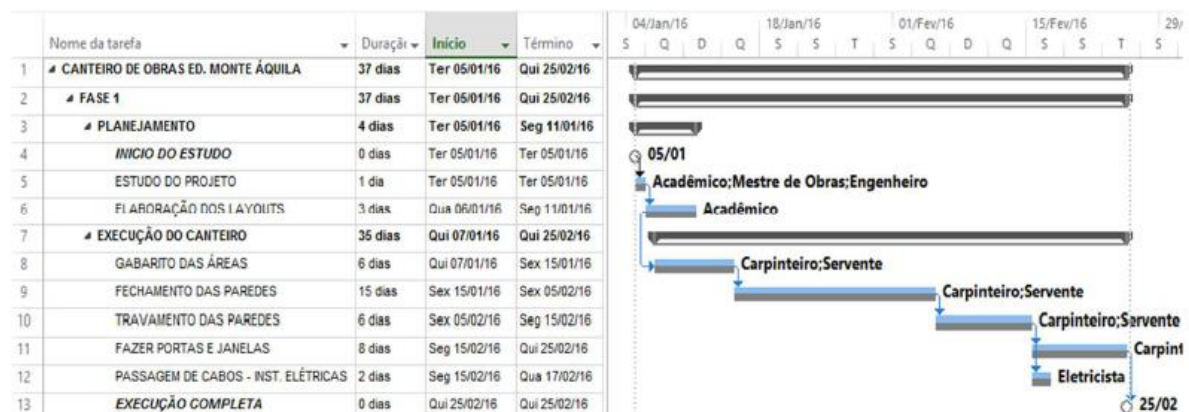 04/Jan/16 18/Jan/16 01/Fev/16 15/Fev/16 29/
Nome da tarefa Duraçãc Início Término S Q D Q S S T S Q D Q S S T S
1 CANTEIRO DE OBRAS ED. MONTE ÁQUILA 37 dias Ter 05/01/16 Qui 25/02/16
2 FASE 1 37 dias Ter 05/01/16 Qui 25/02/16
3 PLANEJAMENTO 4 dias Ter 05/01/16 Seg 11/01/16
4 INICIO DO ESTUDO 0 dias Ter 05/01/16 Ter 05/01/16 05/01
5 ESTUDO DO PROJETO 1 dia Ter 05/01/16 Ter 05/01/16 Acadêmico;Mestre de Obras;Engenheiro
6 ELABORAÇÃO DOS LAYOUTS 3 dias Qua 06/01/16 Seg 11/01/16 Acadêmico
7 EXECUÇÃO DO CANTEIRO 35 dias Qui 07/01/16 Qui 25/02/16
8 GABARITO DAS ÁREAS 6 dias Qui 07/01/16 Sex 15/01/16 Carpinteiro;Servente
9 FECHAMENTO DAS PAREDES 15 dias Sex 15/01/16 Sex 05/02/16 Carpinteiro;Servente
10 TRAVAMENTO DAS PAREDES 6 dias Sex 05/02/16 Seg 15/02/16 Carpinteiro;Servente
11 FAZER PORTAS E JANELAS 8 dias Seg 15/02/16 Qui 25/02/16 Carpint
12 PASSAGEM DE CABOS - INST. ELÉTRICAS 2 dias Seg 15/02/16 Qua 17/02/16 Eletricista
13 EXECUÇÃO COMPLETA 0 dias Qui 25/02/16 Qui 25/02/16 25/02